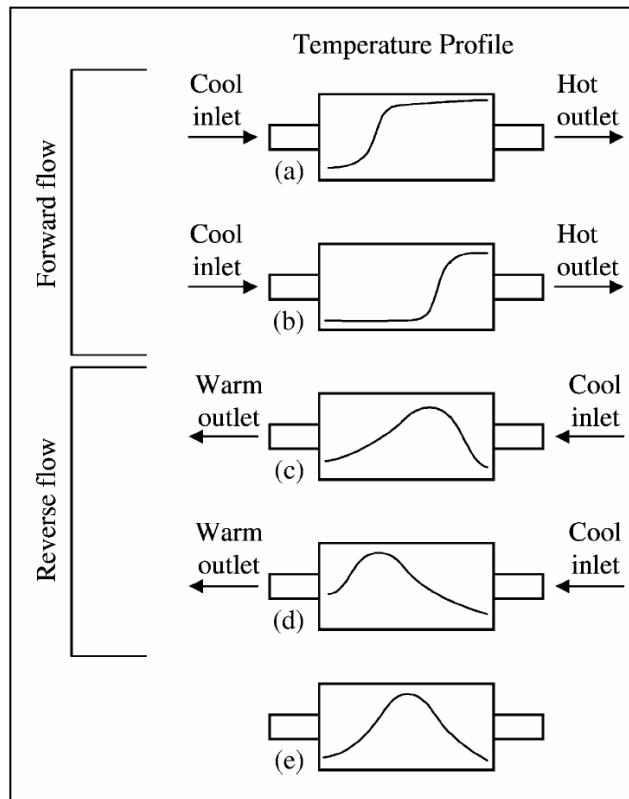 Temperature Profile
Forward flow
Cool
inlet
Hot
outlet
(a)
Cool
inlet
Hot
outlet
(b)
Reverse flow
Warm
outlet
Cool
inlet
(c)
Warm
outlet
Cool
inlet
(d)
(e)